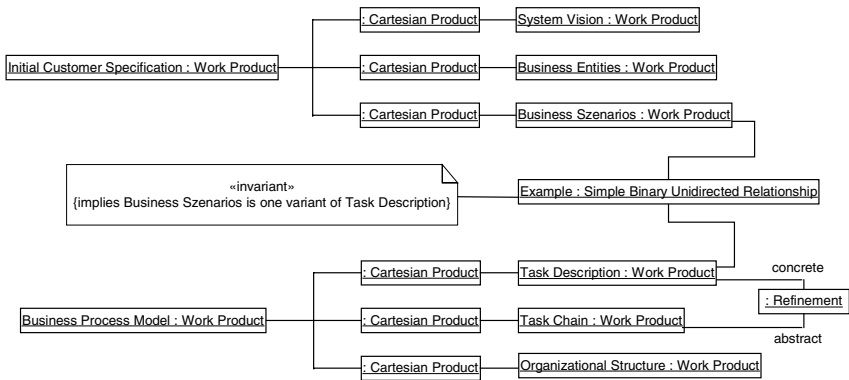 : Cartesian Product
System Vision : Work Product
Initial Customer Specification : Work Product
: Cartesian Product
Business Entities : Work Product
: Cartesian Product
Business Szenarios : Work Product
«invariant»
{implies Business Szenarios is one variant of Task Description}
Example : Simple Binary Unidirected Relationship
: Cartesian Product
Task Description : Work Product
concrete
: Refinement
Business Process Model : Work Product
: Cartesian Product
Task Chain : Work Product
abstract
: Cartesian Product
Organizational Structure : Work Product